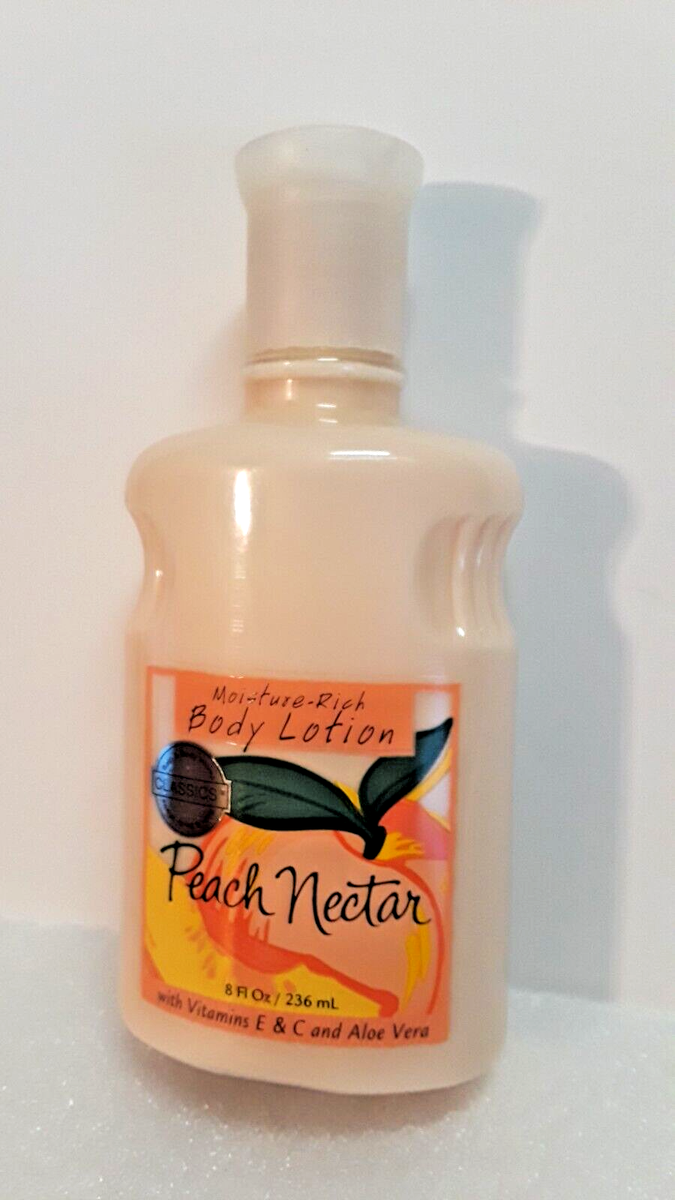 Moisture-Rich
Body Lotion
CLASSICS
Peach Nectar
8 Fl Oz / 236 mL
with Vitamins E & C and Aloe Vera